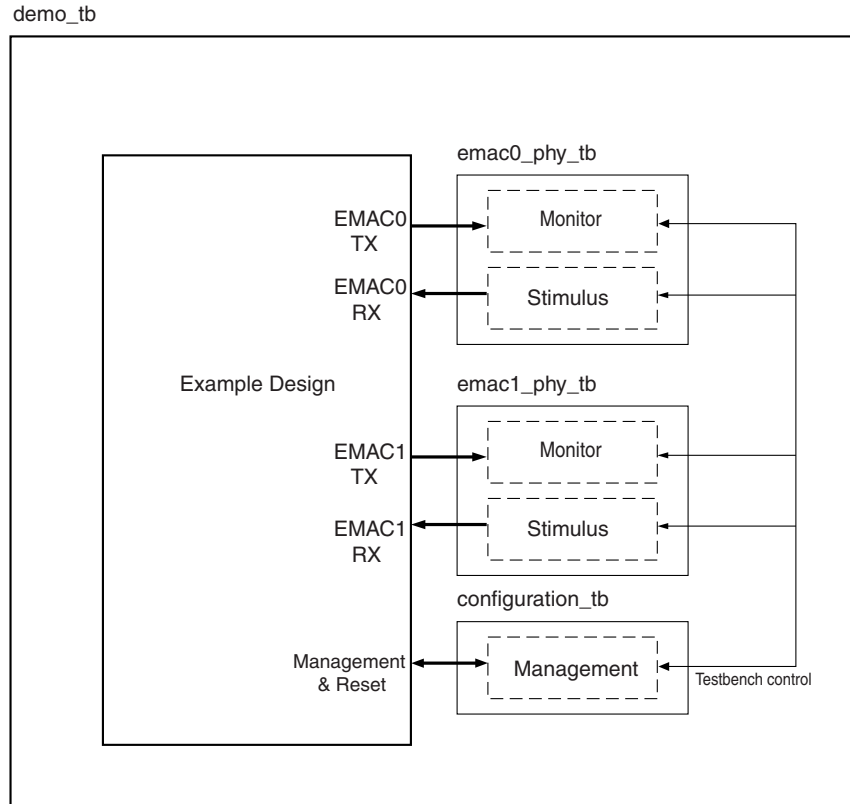 demo_tb
emac0_phy_tb
EMAC0
TX
Monitor
EMAC0
RX
Stimulus
Example Design
emac1_phy_tb
EMAC1
TX
Monitor
EMAC1
RX
Stimulus
configuration_tb
Management
& Reset
Management
Testbench control